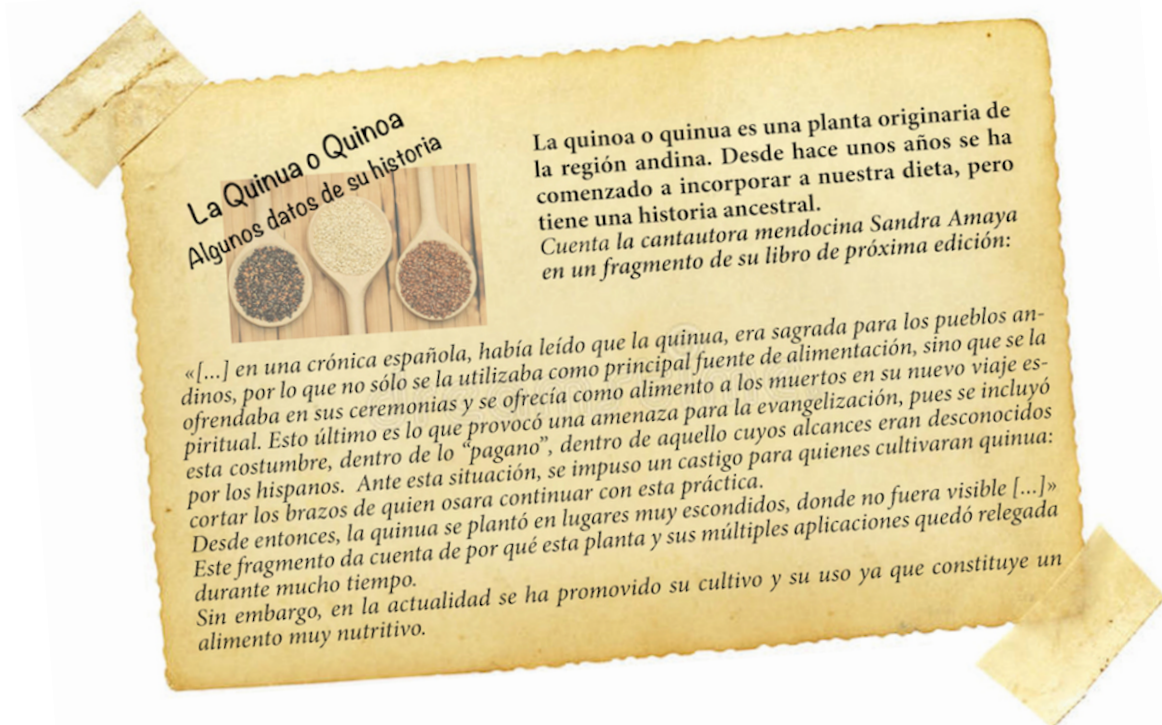 La Quinua o Quinoa
Algunos datos de su historia
La quinoa o quinua es una planta originaria de
la región andina. Desde hace unos años se ha
comenzado a incorporar a nuestra dieta, pero
tiene una historia ancestral.
Cuenta la cantautora mendocina Sandra Amaya
en un fragmento de su libro de próxima edición:
«[...] en una crónica española, había leído que la quinua, era sagrada para los pueblos an-
dinos, por lo que no sólo se la utilizaba como principal fuente de alimentación, sino que se la
ofrendaba en sus ceremonias y se ofrecía como alimento a los muertos en su nuevo viaje es-
piritual. Esto último es lo que provocó una amenaza para la evangelización, pues se incluyó
esta costumbre, dentro de lo “pagano”, dentro de aquello cuyos alcances eran desconocidos
por los hispanos. Ante esta situación, se impuso un castigo para quienes cultivaran quinua:
cortar los brazos de quien osara continuar con esta práctica.
Desde entonces, la quinua se plantó en lugares muy escondidos, donde no fuera visible [...]»
Este fragmento da cuenta de por qué esta planta y sus múltiples aplicaciones quedó relegada
durante mucho tiempo.
Sin embargo, en la actualidad se ha promovido su cultivo y su uso ya que constituye un
alimento muy nutritivo.